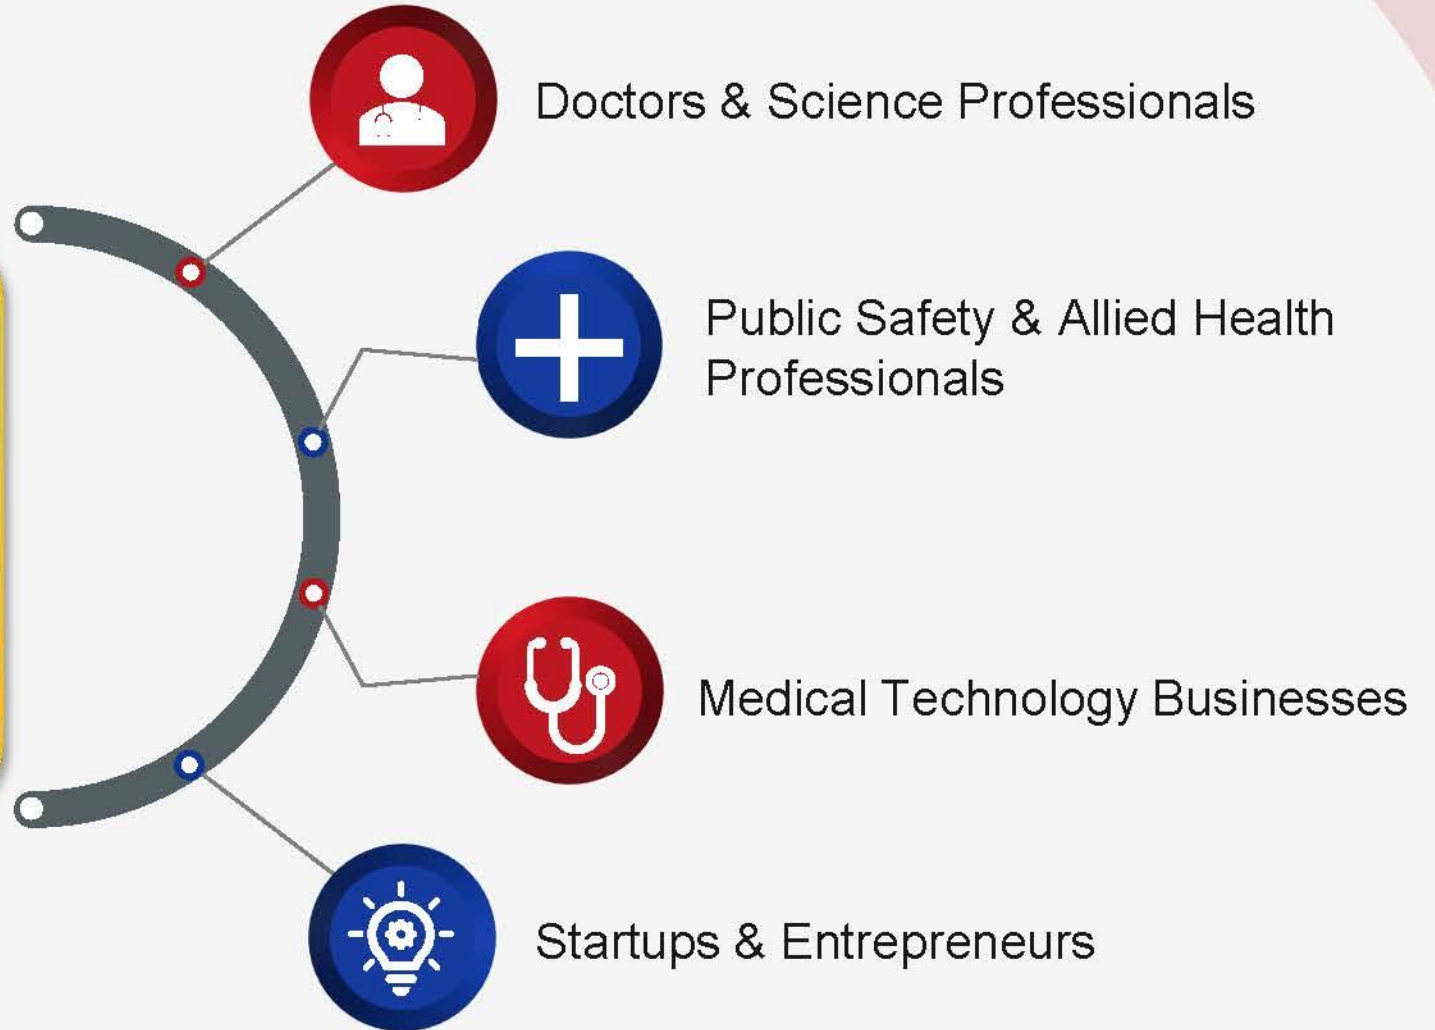 Doctors & Science Professionals
Public Safety & Allied Health
Professionals
Medical Technology Businesses
Startups & Entrepreneurs